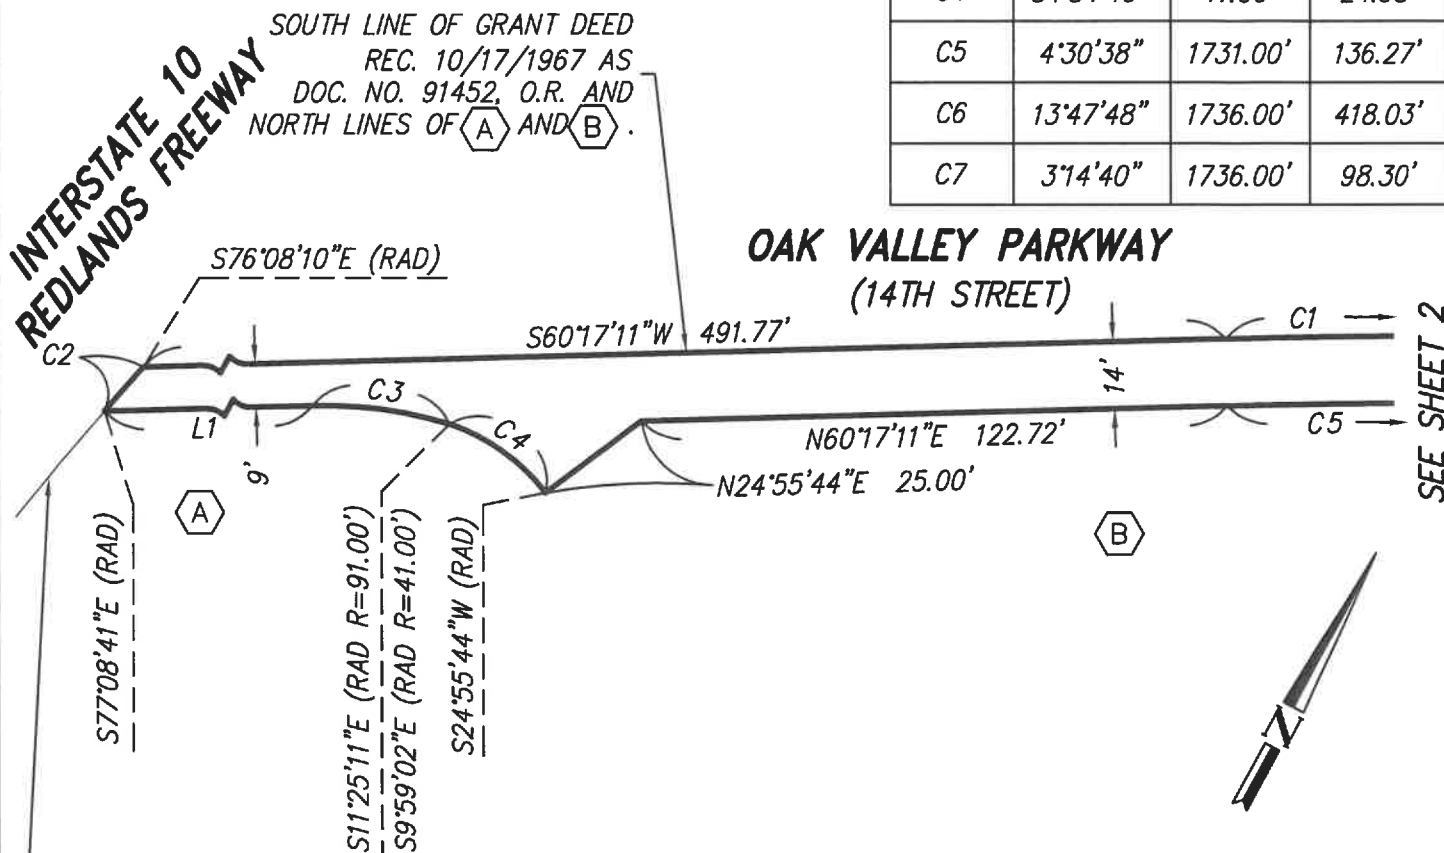 SOUTH LINE OF GRANT DEED
REC. 10/17/1967 AS
DOC. NO. 91452, O.R. AND
NORTH LINES OF A AND B .
INTERSTATE 10
REDLANDS FREEWAY
C5 4°30'38" 1731.00' 136.27'
C6 13°47'48" 1736.00' 418.03'
C7 3°14'40" 1736.00' 98.30'
OAK VALLEY PARKWAY
(14TH STREET)
S76°08'10"E (RAD)
S60°17'11"W 491.77'
C1
SEE SHEET 2
C2
C3
14'
L1
C4
N60°17'11"E 122.72'
C5
9'
N24°55'44"E 25.00'
A
B
S77°08'41"E (RAD)
S11°25'11"E (RAD R=91.00')
S9°59'02"E (RAD R=41.00')
S24°55'44"W (RAD)
N